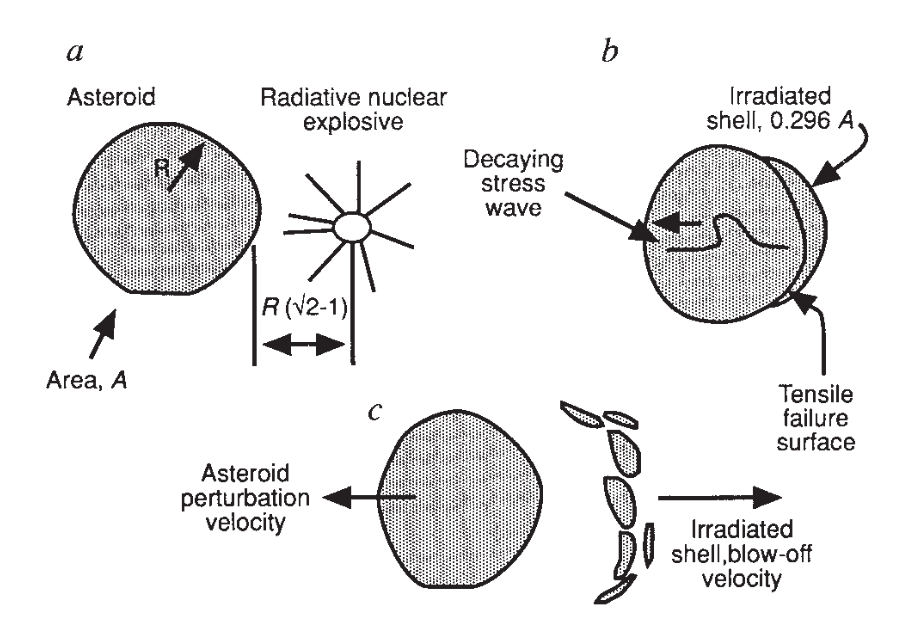 a
Asteroid
Radiative nuclear
explosive
R
R (√2-1)
Area, A
b
Irradiated
shell, 0.296 A
Decaying
stress
wave
Tensile
failure
surface
c
Asteroid
perturbation
velocity
Irradiated
shell,blow-off
velocity